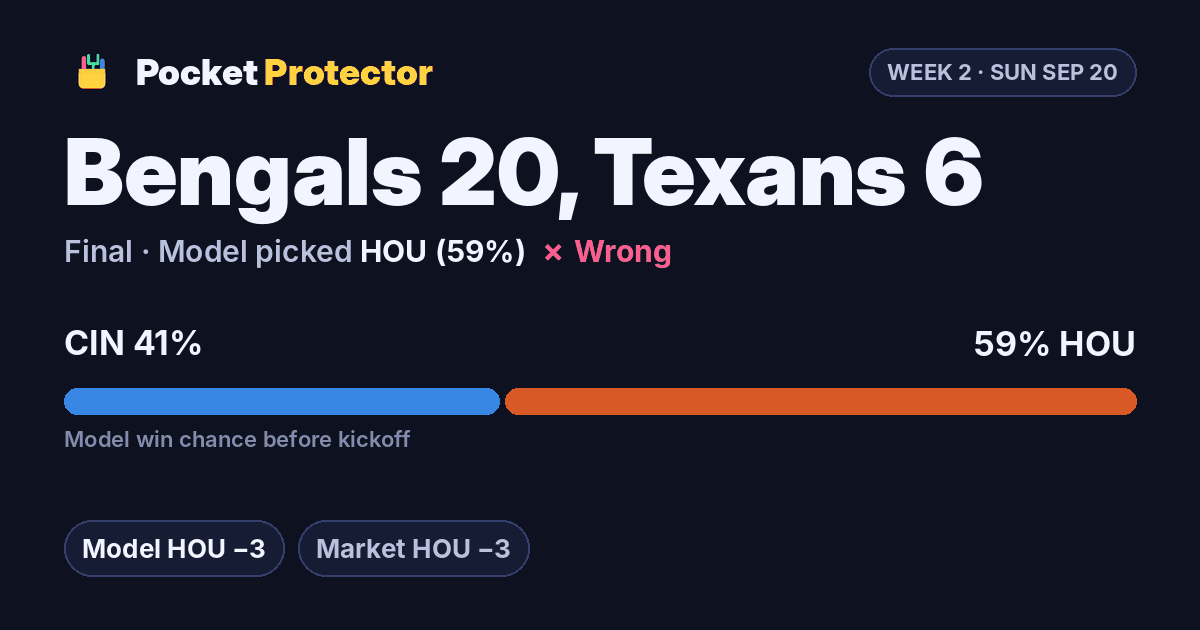 Pocket Protector
WEEK 2 · SUN SEP 20
Bengals 20, Texans 6
Final · Model picked HOU (59%) × Wrong
CIN 41%
59% HOU
Model win chance before kickoff
Model HOU −3
Market HOU −3